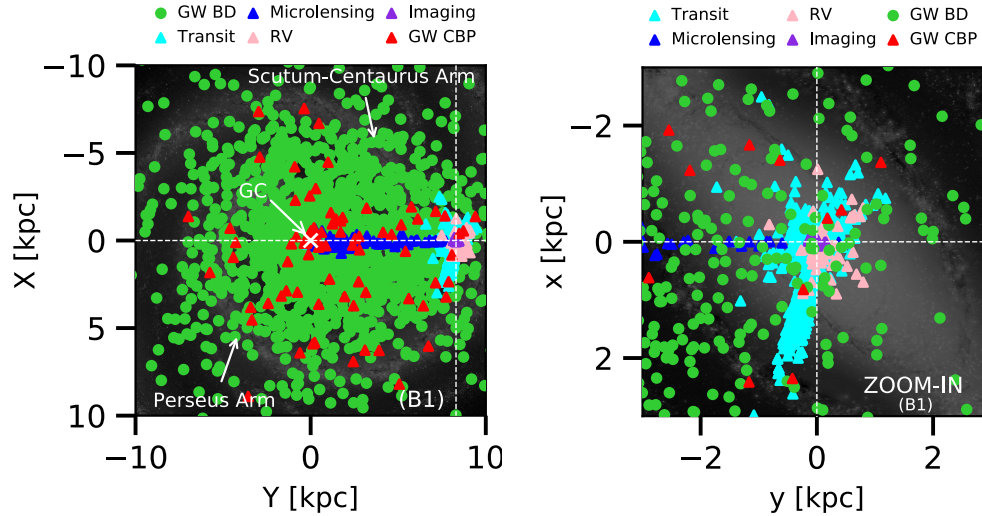 GW BD Microlensing Imaging
Transit RV GW CBP
−10
−5
0
5
10
X [kpc]
Scutum-Centaurus Arm
GC
Perseus Arm
(B1)
−10 0 5 10
Y [kpc]
Transit RV GW BD
Microlensing Imaging GW CBP
−2
0
2
x [kpc]
ZOOM-IN
(B1)
−2 0 2
y [kpc]